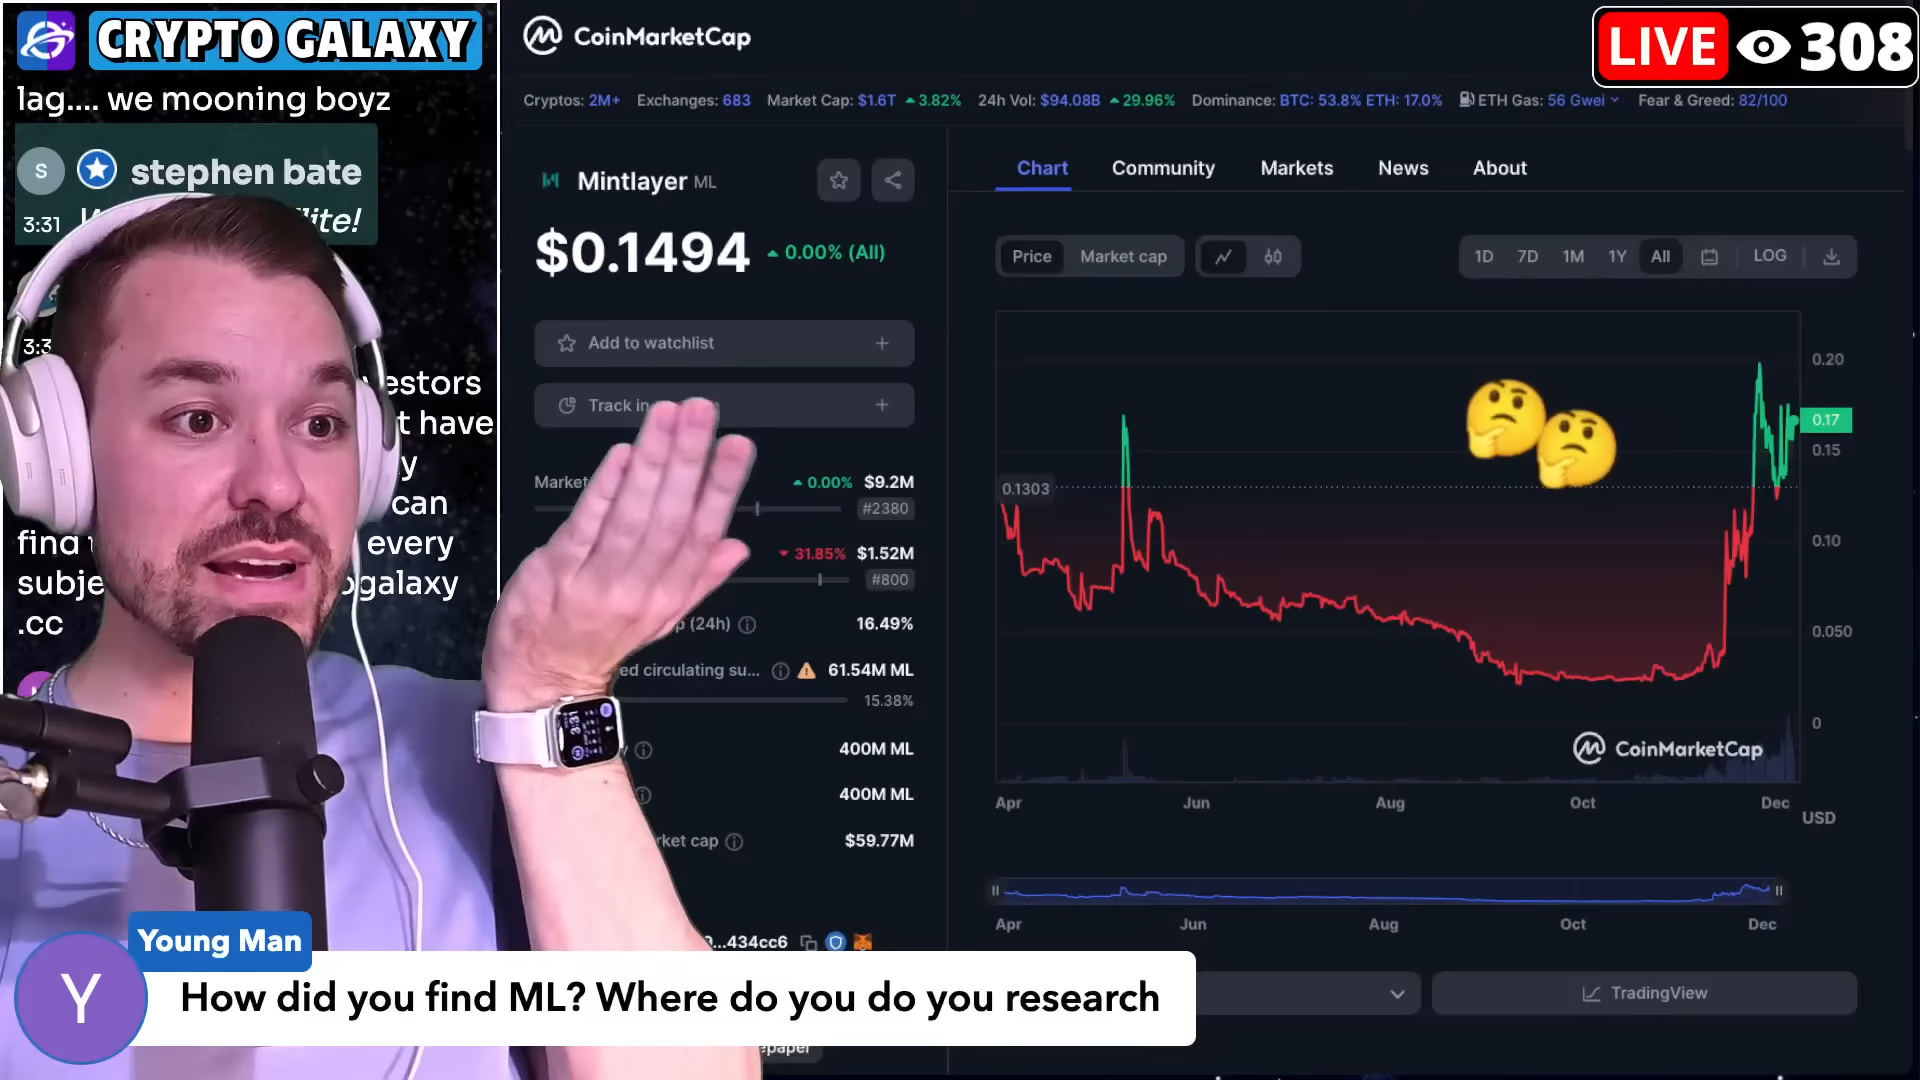 CRYPTO GALAXY
lag.... we mooning boyz
S
stephen bate
3:31
vestors
t have
y
can
find
every
subje
ogalaxy
.cc
CoinMarketCap
LIVE 308
Cryptos: 2M+ Exchanges: 683 Market Cap: $1.6T 3.82% 24h Vol: $94.08B 29.96% Dominance: BTC: 53.8% ETH: 17.0% ETH Gas: 56 Gwei Fear & Greed: 82/100
Mintlayer ML
$0.1494 0.00% (All)
Add to watchlist +
Track in +
Market 0.00% $9.2M
#2380
31.85% $1.52M
#800
(24h) 16.49%
ed circulating su... 61.54M ML
15.38%
400M ML
400M ML
rket cap $59.77M
...434cc6
epaper
Chart Community Markets News About
Price Market cap 1D 7D 1M 1Y All LOG
0.20
0.17
0.15
0.1303
0.10
0.050
0
CoinMarketCap
Apr Jun Aug Oct Dec
USD
Apr Jun Aug Oct Dec
TradingView
Young Man
Y
How did you find ML? Where do you do you research